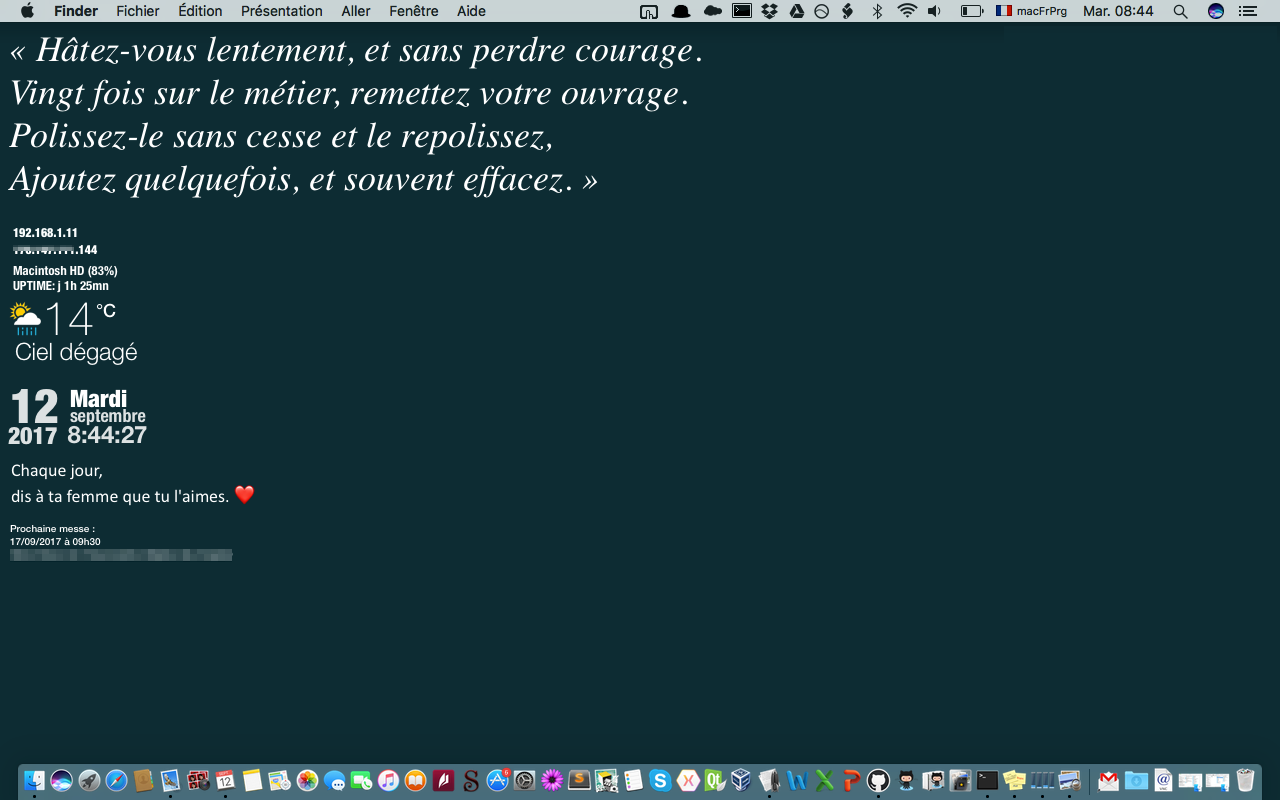 Finder Fichier Édition Présentation Aller Fenêtre Aide macFrPrg Mar. 08:44
« Hâtez-vous lentement, et sans perdre courage.
Vingt fois sur le métier, remettez votre ouvrage.
Polissez-le sans cesse et le repolissez,
Ajoutez quelquefois, et souvent effacez. »
192.168.1.11
.144
Macintosh HD (83%)
UPTIME: j 1h 25mn
14°C
Ciel dégagé
12 Mardi
septembre
2017 8:44:27
Chaque jour,
dis à ta femme que tu l'aimes. ❤️
Prochaine messe :
17/09/2017 à 09h30